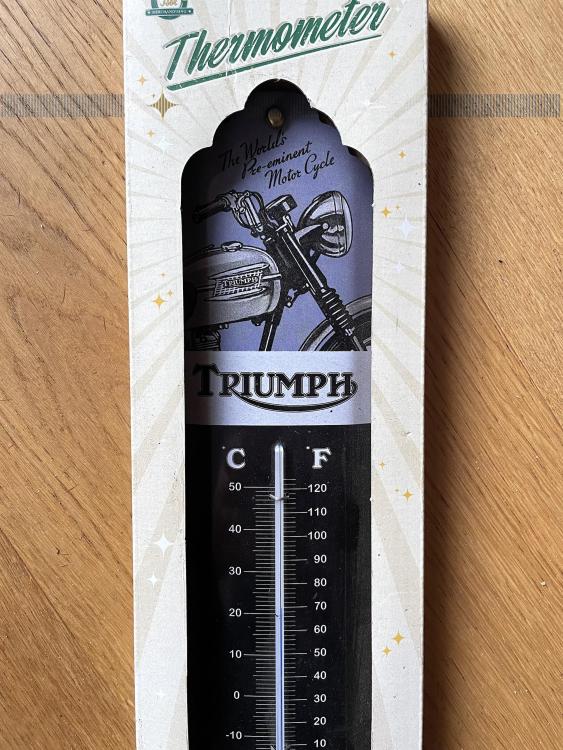 MERCHANDISING
Thermometer
The World's
Pre-eminent
Motor Cycle
TRIUMPH
TRIUMPH
°C °F
50 120
110
40 100
90
30 80
20 70
60
10 50
40
0 30
20
-10 10